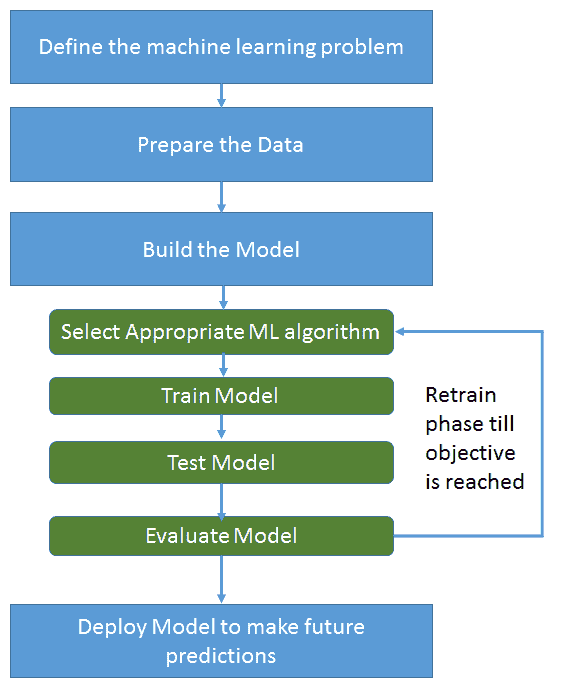 Define the machine learning problem
Prepare the Data
Build the Model
Select Appropriate ML algorithm
Train Model
Test Model
Evaluate Model
Retrain
phase till
objective
is reached
Deploy Model to make future
predictions